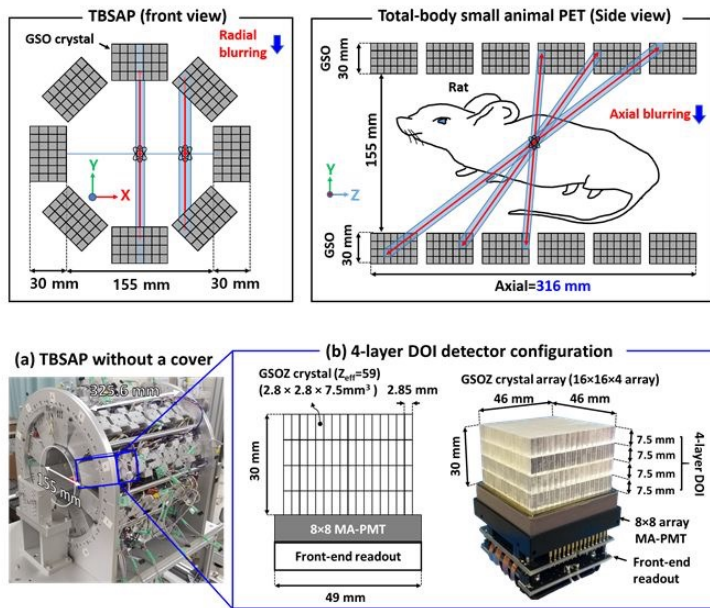 TBSAP (front view)
GSO crystal
Radial
blurring
Y
X
30 mm
155 mm
30 mm
Total-body small animal PET (Side view)
GSO
30 mm
Rat
155 mm
Axial blurring
Y
Z
GSO
30 mm
Axial=316 mm
(a) TBSAP without a cover
325.6 mm
155 mm
(b) 4-layer DOI detector configuration
GSOZ crystal (Zeff=59)
(2.8 × 2.8 × 7.5mm³ )
2.85 mm
30 mm
8×8 MA-PMT
Front-end readout
49 mm
GSOZ crystal array (16×16×4 array)
46 mm
46 mm
30 mm
7.5 mm
7.5 mm
7.5 mm
7.5 mm
4-layer DOI
8×8 array
MA-PMT
Front-end
readout